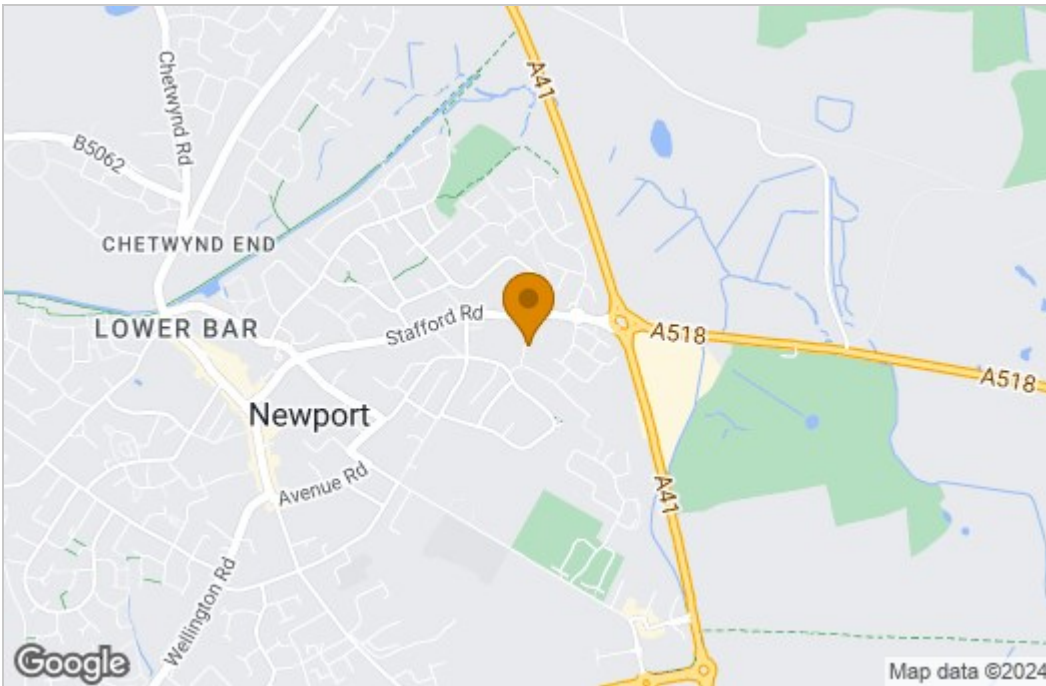 A41
Chetwynd Rd
B5062
CHETWYND END
LOWER BAR
Stafford Rd
A518
A518
Newport
Avenue Rd
A41
Wellington Rd
Google
Map data ©2024